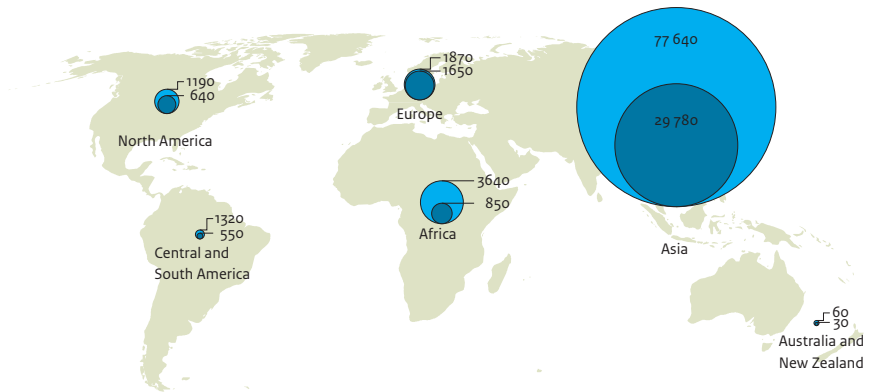 77 640
29 780
1870
1650
Europe
1190
640
North America
3640
850
Africa
1320
550
Central and
South America
Asia
60
30
Australia and
New Zealand